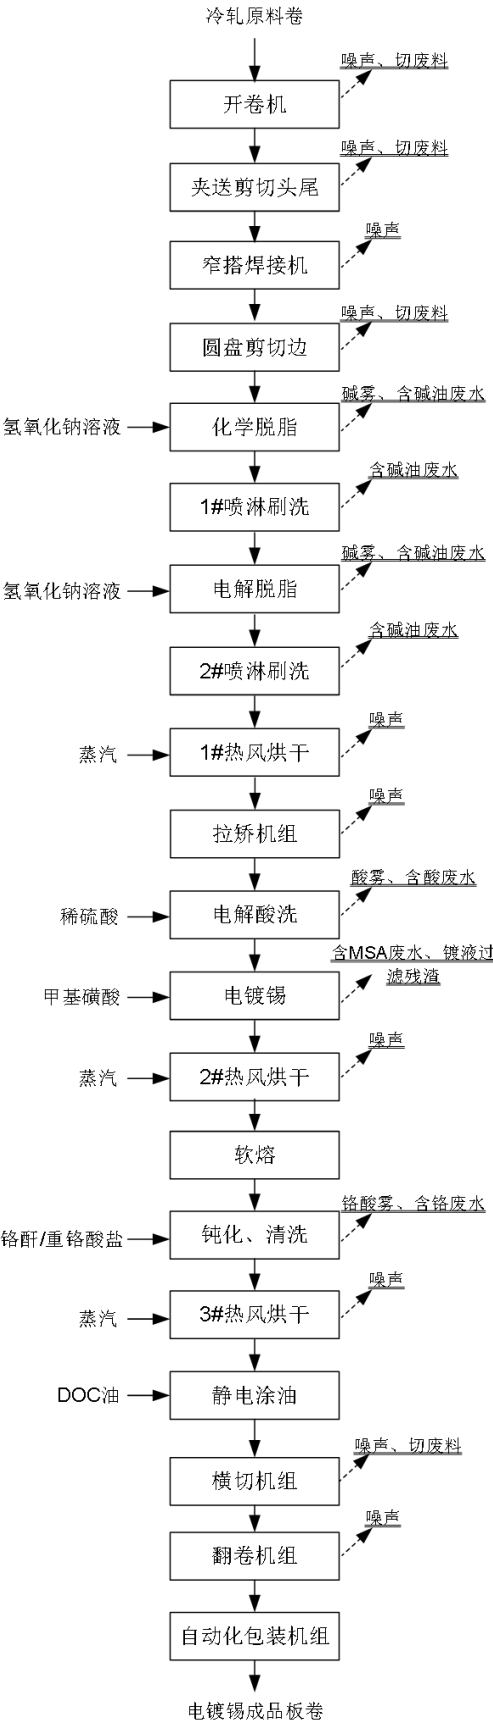 冷轧原料卷
噪声、切废料
开卷机
噪声、切废料
夹送剪切头尾
噪声
窄搭焊接机
噪声、切废料
圆盘剪切边
碱雾、含碱油废水
氢氧化钠溶液
化学脱脂
含碱油废水
1#喷淋刷洗
碱雾、含碱油废水
氢氧化钠溶液
电解脱脂
含碱油废水
2#喷淋刷洗
噪声
蒸汽
1#热风烘干
噪声
拉矫机组
酸雾、含酸废水
稀硫酸
电解酸洗
含MSA废水、镀液过
滤残渣
甲基磺酸
电镀锡
噪声
蒸汽
2#热风烘干
软熔
铬酸雾、含铬废水
铬酐/重铬酸盐
钝化、清洗
噪声
蒸汽
3#热风烘干
DOC油
静电涂油
噪声、切废料
横切机组
噪声
翻卷机组
自动化包装机组
电镀锡成品板卷